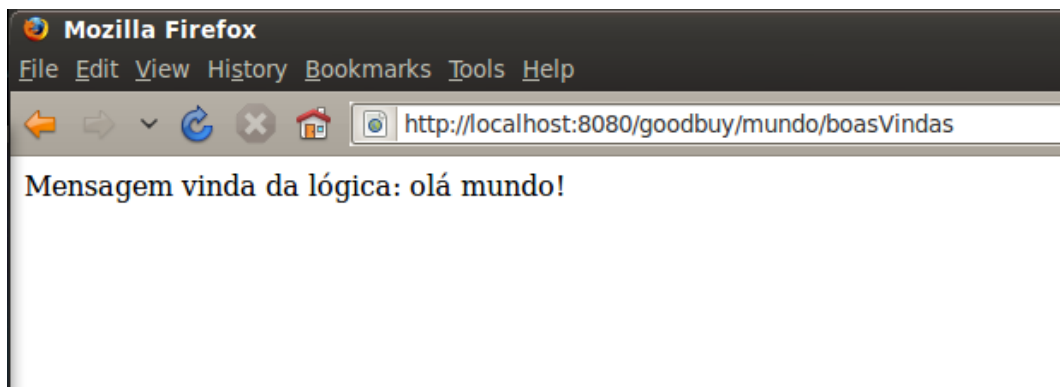 Mozilla Firefox
File Edit View History Bookmarks Tools Help
http://localhost:8080/goodbuy/mundo/boasVindas
Mensagem vinda da lógica: olá mundo!